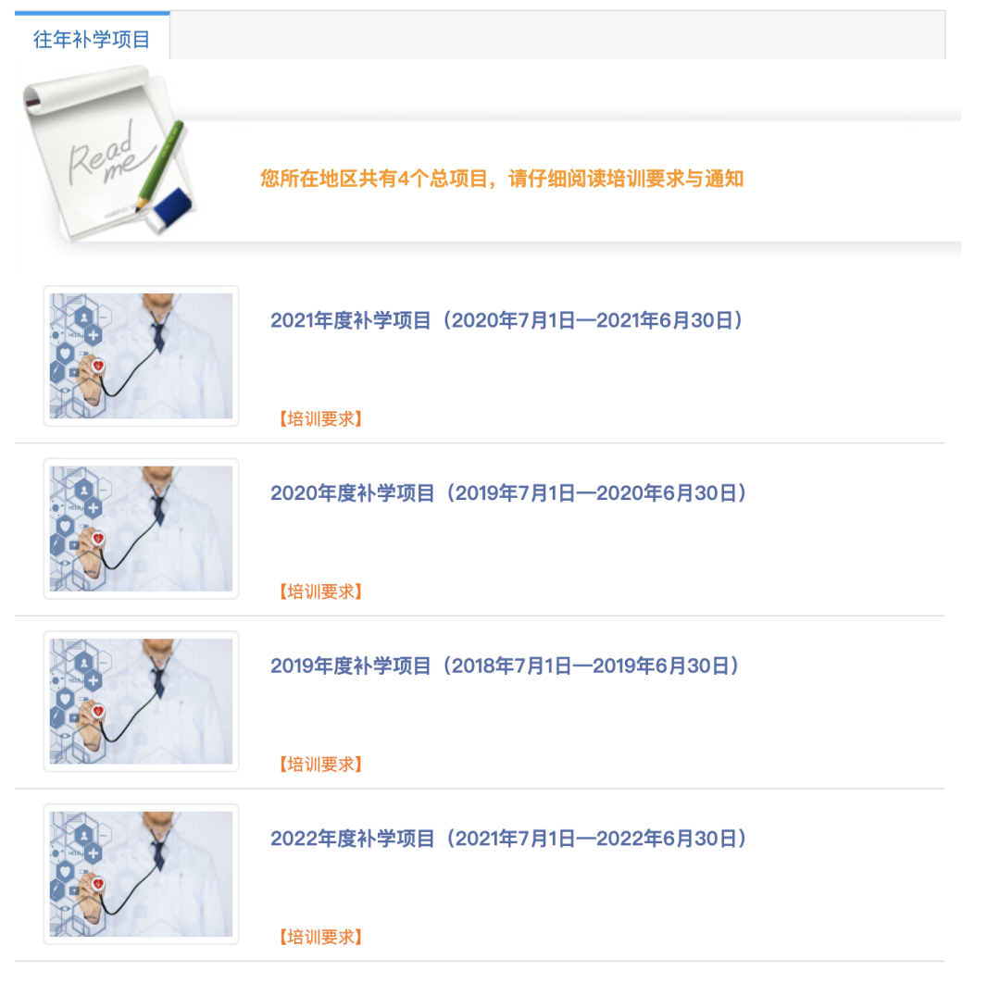 往年补学项目
Read
me
您所在地区共有4个总项目，请仔细阅读培训要求与通知
2021年度补学项目（2020年7月1日—2021年6月30日）
【培训要求】
2020年度补学项目（2019年7月1日—2020年6月30日）
【培训要求】
2019年度补学项目（2018年7月1日—2019年6月30日）
【培训要求】
2022年度补学项目（2021年7月1日—2022年6月30日）
【培训要求】